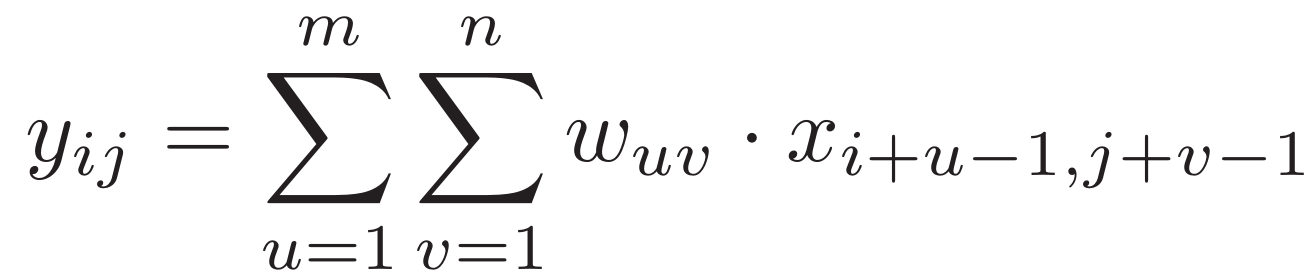 y_{ij} = \sum_{u=1}^{m} \sum_{v=1}^{n} w_{uv} \cdot x_{i+u-1,j+v-1}